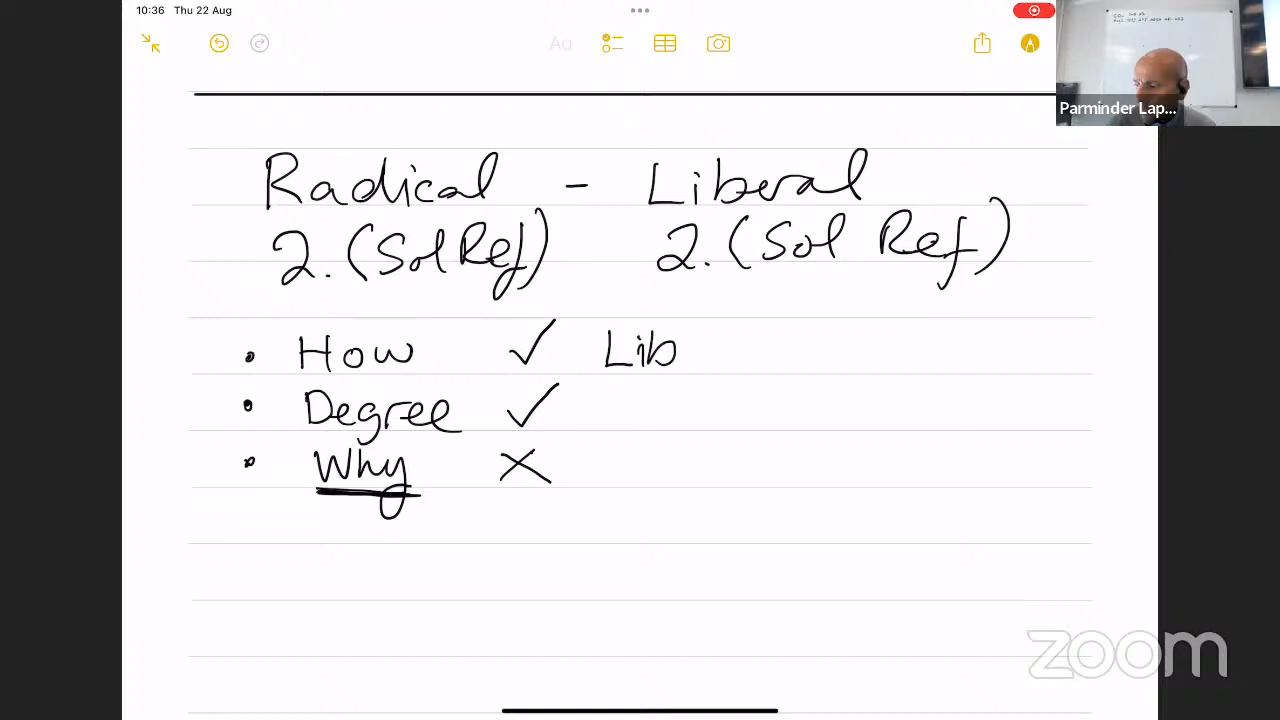 10:36 Thu 22 Aug
Aa
Parminder Lap...
Radical - Liberal
2. (Sol Ref) 2. (Sol Ref)
• How ✓ Lib
• Degree ✓
• Why ✗
zoom